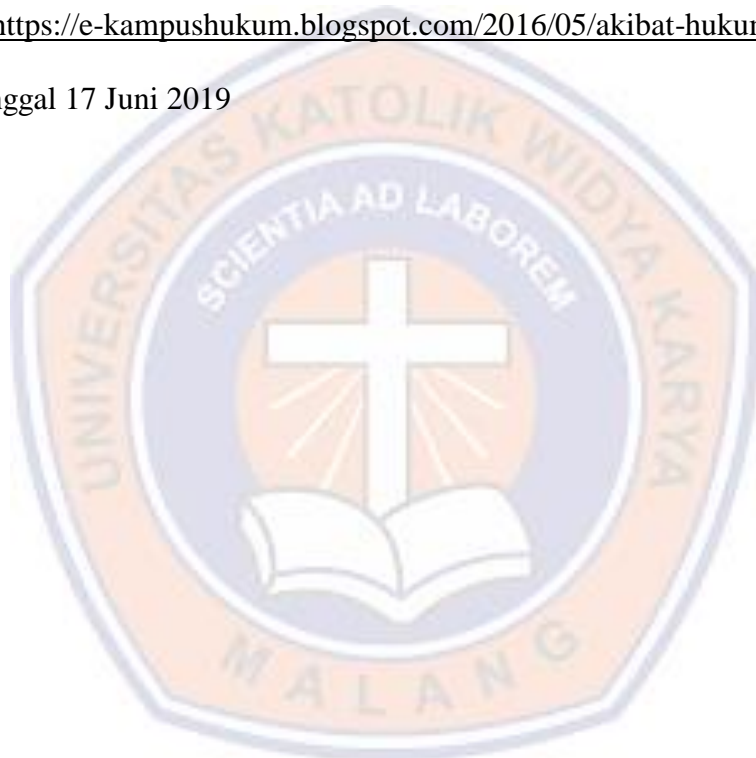 https://e-kampushukum.blogspot.com/2016/05/akibat-hukum
nggal 17 Juni 2019
UNIVERSITAS KATOLIK WIDYA KARYA
SCIENTIA AD LABOREM
MALANG